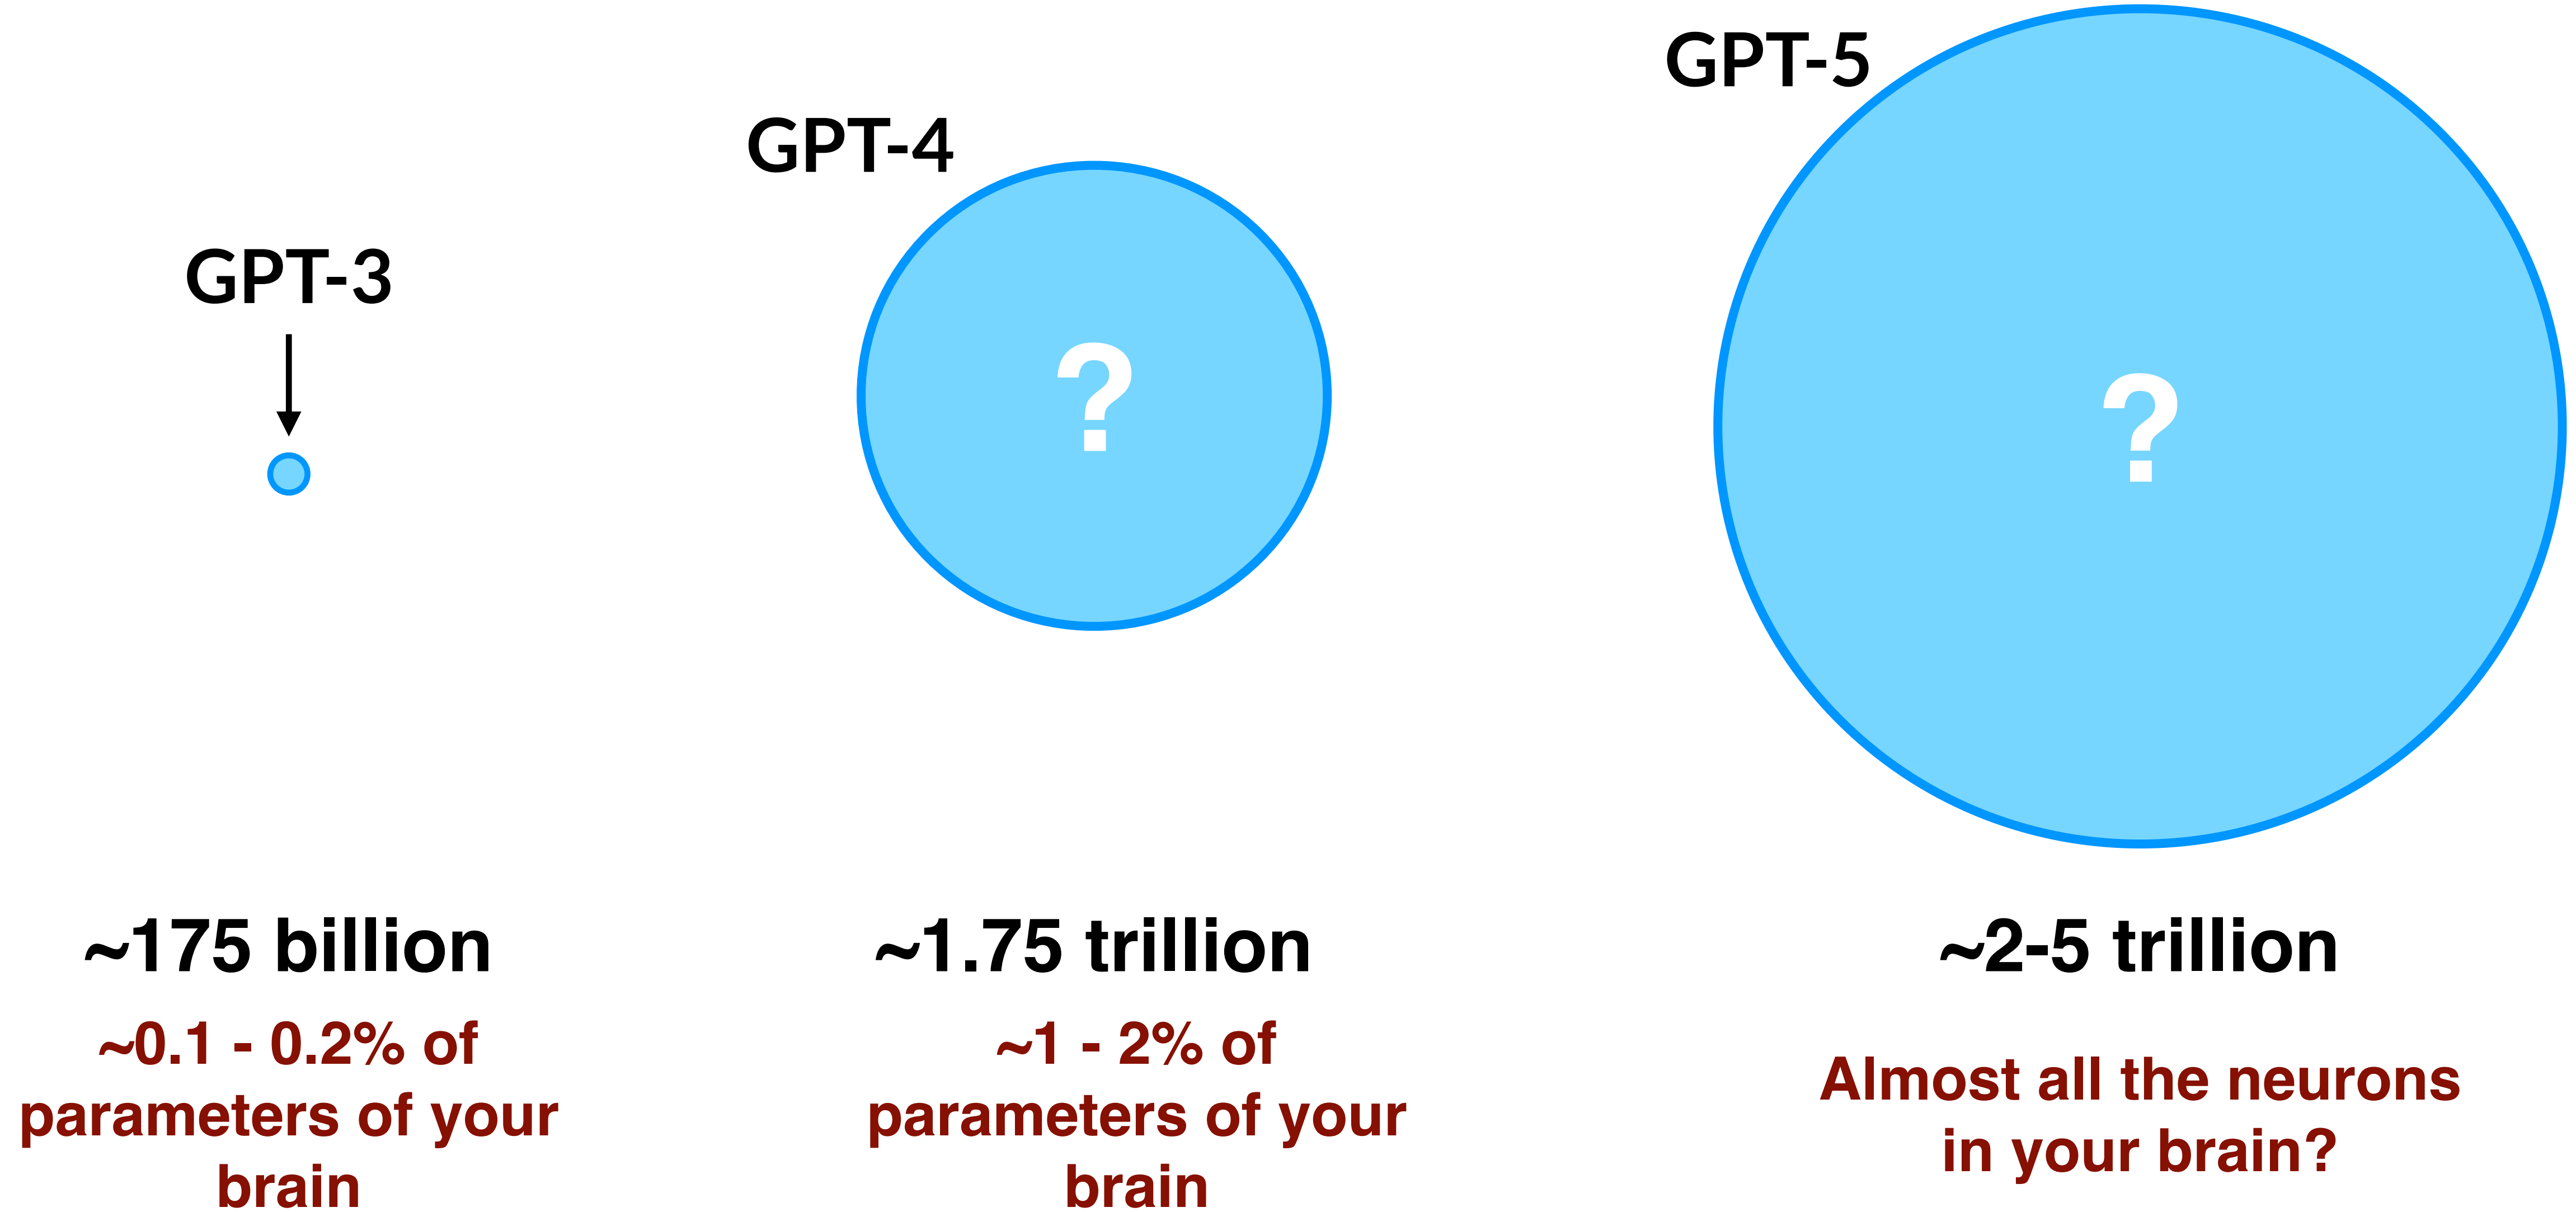 GPT-3
~175 billion
~0.1 - 0.2% of
parameters of your
brain
GPT-4
?
~1.75 trillion
~1 - 2% of
parameters of your
brain
GPT-5
?
~2-5 trillion
Almost all the neurons
in your brain?